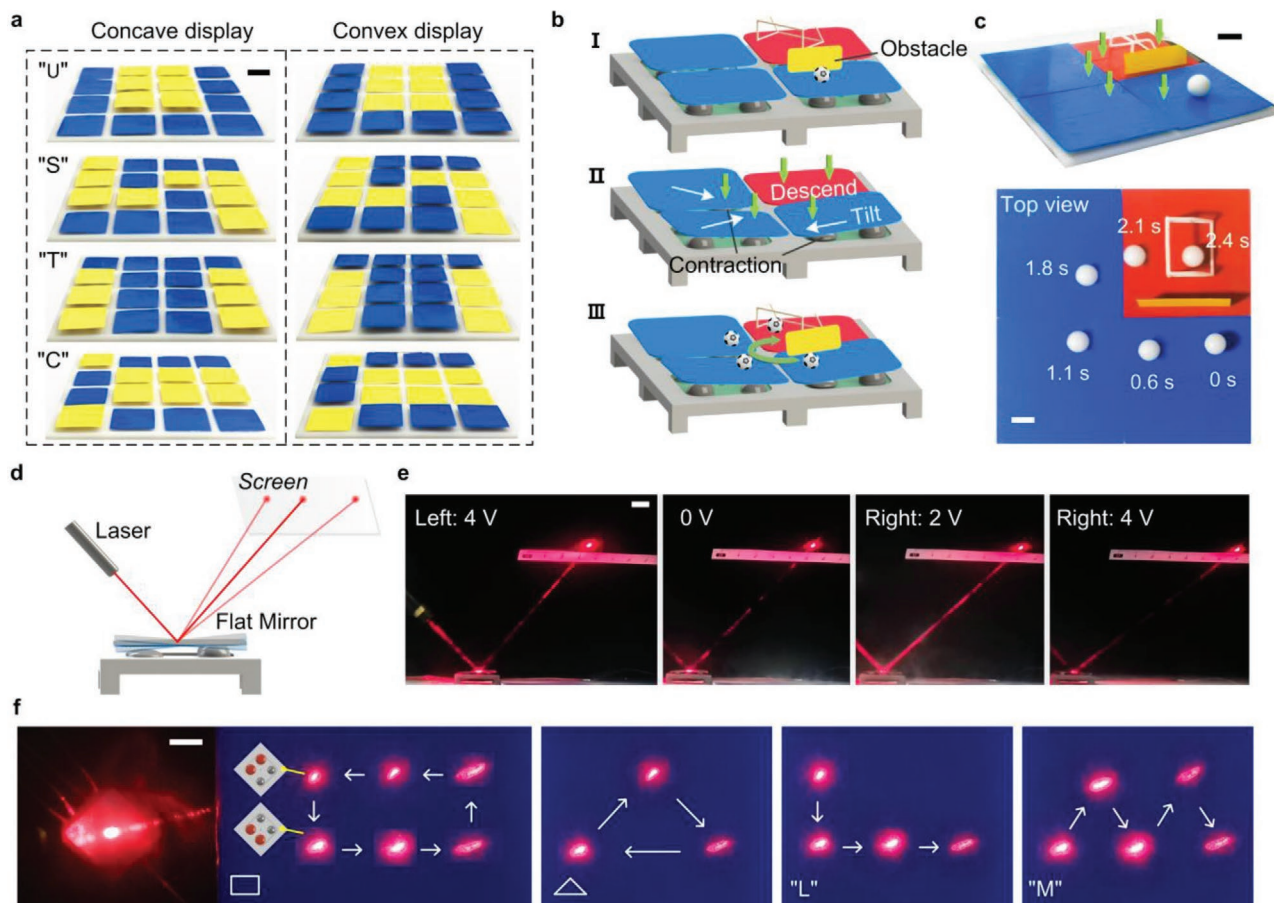 a
Concave display
Convex display
"U"
"S"
"T"
"C"
b
I
Obstacle
II
Descend
Tilt
Contraction
III
c
Top view
2.1 s
2.4 s
1.8 s
1.1 s
0.6 s
0 s
d
Screen
Laser
Flat Mirror
e
Left: 4 V
0 V
Right: 2 V
Right: 4 V
f
"L"
"M"